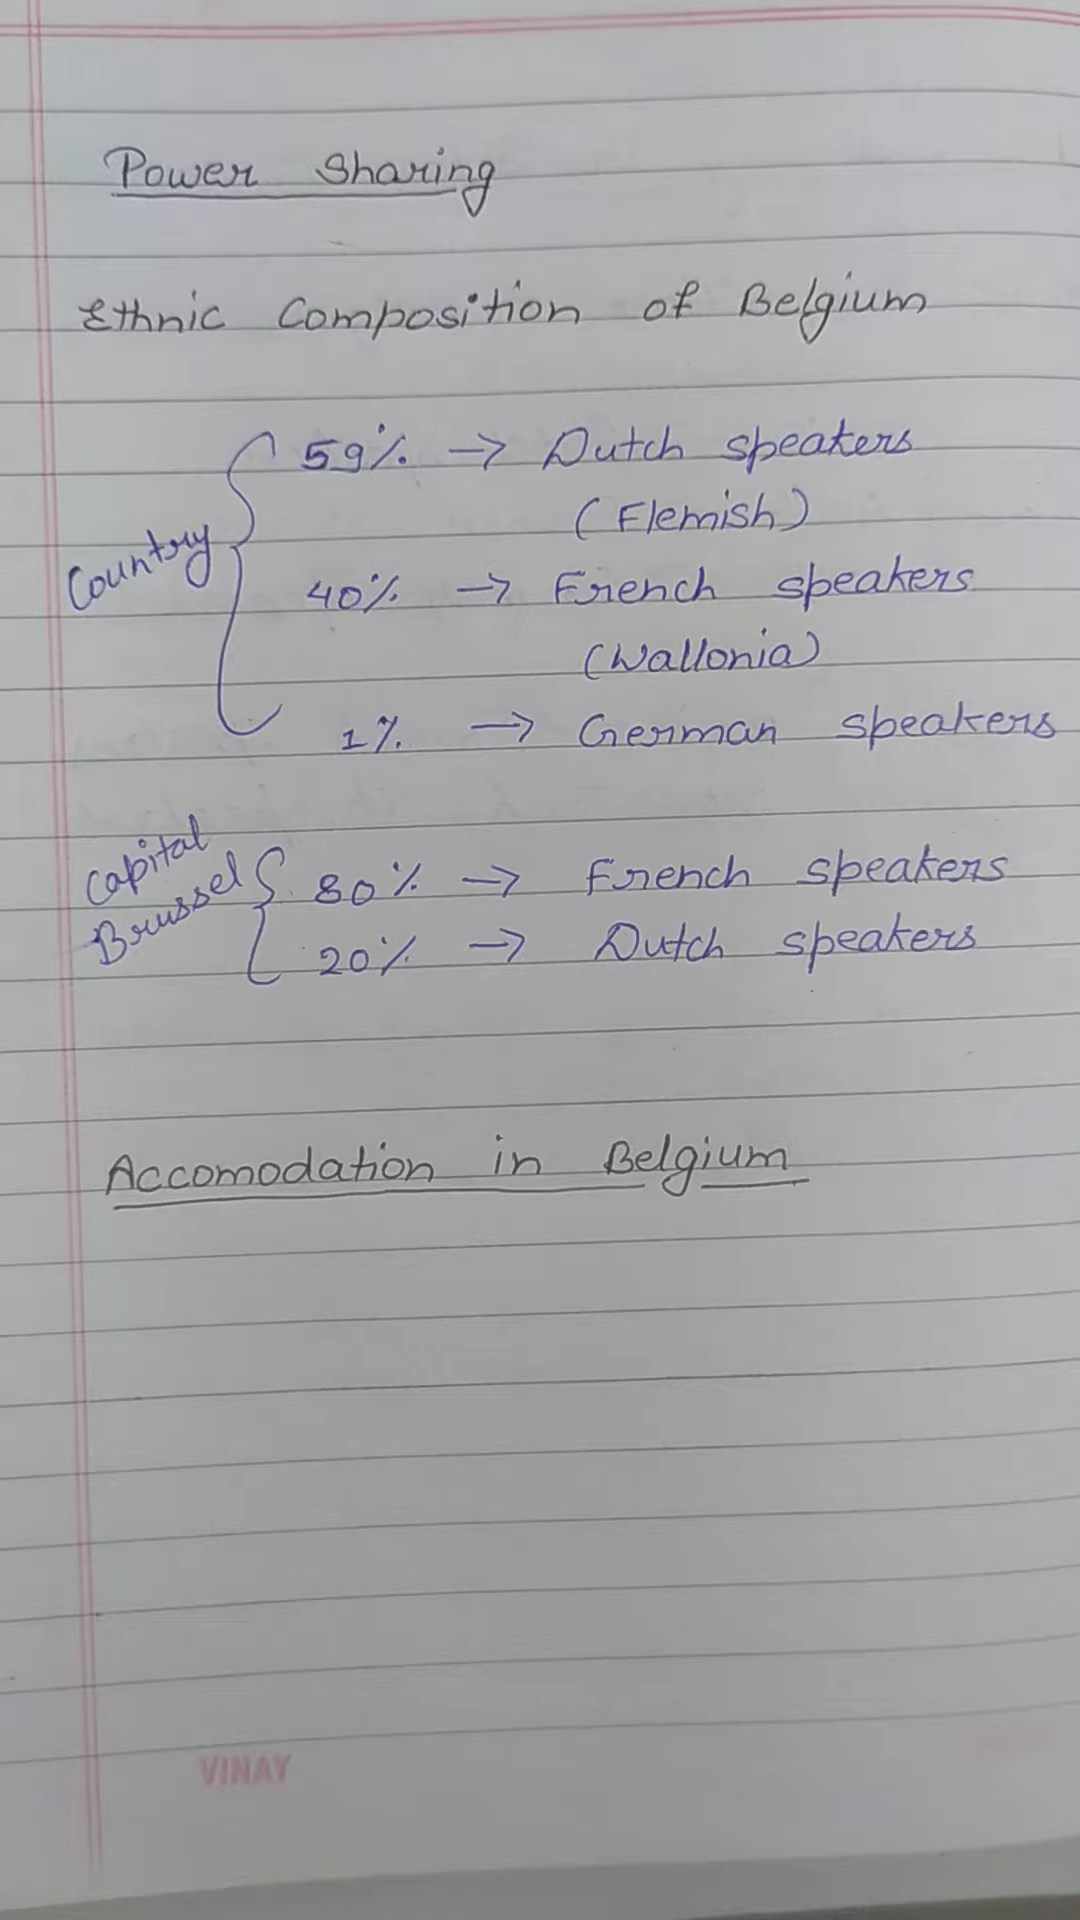 Power Sharing
Ethnic Composition of Belgium
Country
59% → Dutch speakers
(Flemish)
40% → French speakers
(Wallonia)
1% → German speakers
Capital
Brussel
80% → French speakers
20% → Dutch speakers
Accomodation in Belgium
VINAY